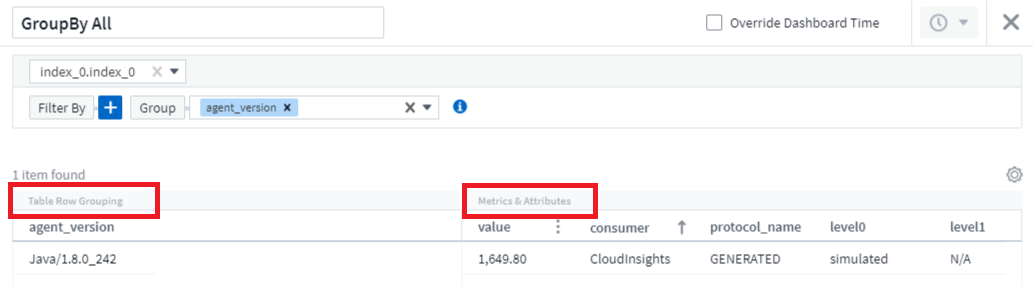 GroupBy All
Override Dashboard Time
index_0.index_0
Filter By + Group agent_version
1 item found
Table Row Grouping Metrics & Attributes
agent_version value consumer protocol_name level0 level1
Java/1.8.0_242 1,649.80 CloudInsights GENERATED simulated N/A